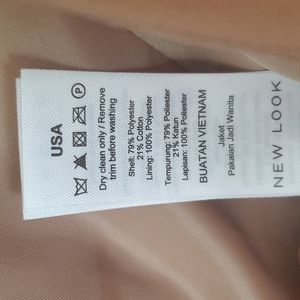 USA
P
Dry clean only / Remove
trim before washing
Shell: 79% Polyester
21% Cotton
Lining: 100% Polyester
Tempurung: 79% Poliester
21% Katun
Lapisan: 100% Poliester
BUATAN VIETNAM
Jaket
Pakaian Jadi Wanita
NEW LOOK